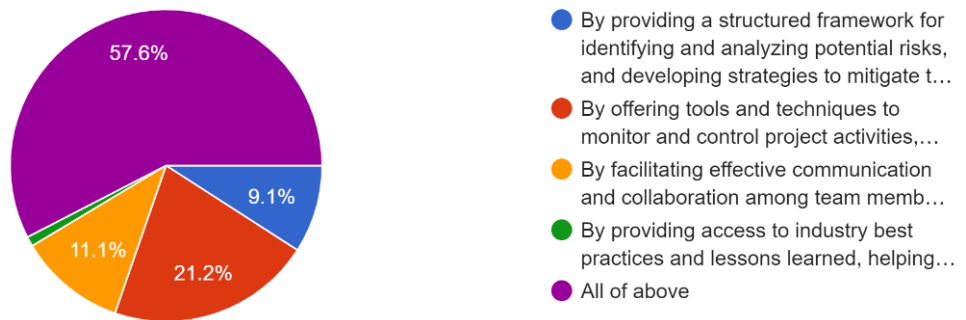 57.6%
9.1%
11.1%
21.2%
By providing a structured framework for
identifying and analyzing potential risks,
and developing strategies to mitigate t…
By offering tools and techniques to
monitor and control project activities,…
By facilitating effective communication
and collaboration among team memb…
By providing access to industry best
practices and lessons learned, helping…
All of above